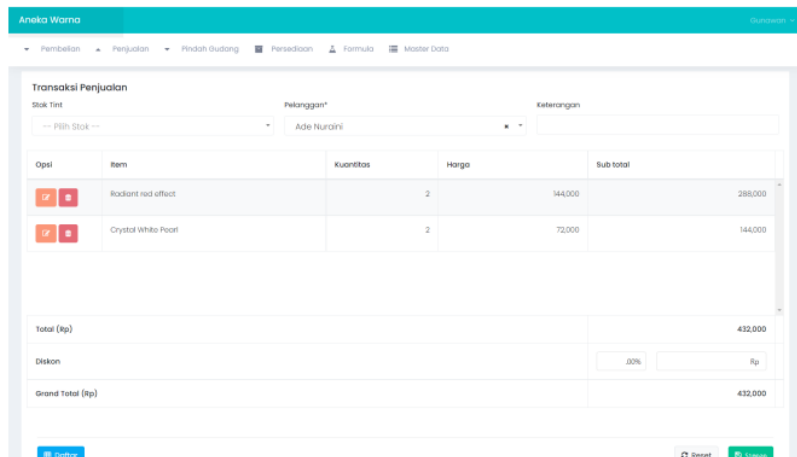 Aneka Warna
Gunawan
Pembelian Penjualan Pindah Gudang Persediaan Formula Master Data
Transaksi Penjualan
Stok Tint Pelanggan* Keterangan
-- Pilih Stok -- Ade Nuraini
Opsi Item Kuantitas Harga Sub total
Radiant red effect 2 144,000 288,000
Crystal White Pearl 2 72,000 144,000
Total (Rp) 432,000
Diskon .00% Rp
Grand Total (Rp) 432,000
Daftar Reset